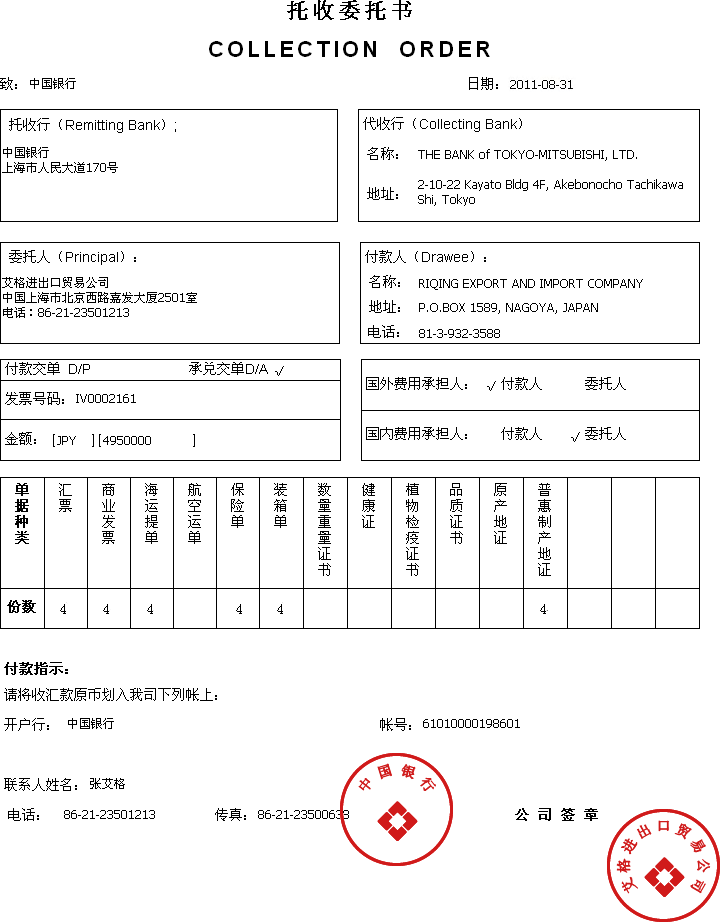 托收委托书
COLLECTION ORDER
致： 中国银行 日期：2011-08-31
托收行（Remitting Bank）;
中国银行
上海市人民大道170号
代收行（Collecting Bank）
名称： THE BANK of TOKYO-MITSUBISHI, LTD.
地址： 2-10-22 Kayato Bldg 4F, Akebonocho Tachikawa
Shi, Tokyo
委托人（Principal）：
艾格进出口贸易公司
中国上海市北京西路嘉发大厦2501室
电话：86-21-23501213
付款人（Drawee）：
名称： RIQING EXPORT AND IMPORT COMPANY
地址： P.O.BOX 1589, NAGOYA, JAPAN
电话： 81-3-932-3588
付款交单 D/P 承兑交单D/A √
发票号码：IV0002161
金额： [JPY ][4950000 ]
国外费用承担人： √ 付款人 委托人
国内费用承担人： 付款人 √ 委托人
单据种类 汇票 商业发票 海运提单 航空运单 保险单 装箱单 数量重量证书 健康证 植物检疫证书 品质证书 原产地证 普惠制产地证
份数 4 4 4 4 4 4
付款指示：
请将收汇款原币划入我司下列帐上：
开户行： 中国银行 帐号：61010000198601
联系人姓名：张艾格
电话： 86-21-23501213 传真：86-21-23500638 公司签章
中国银行
艾格进出口贸易公司